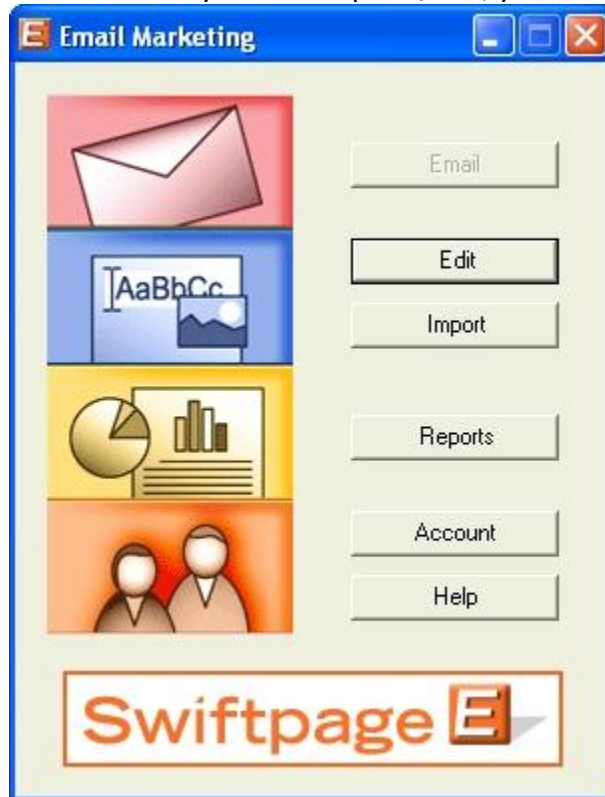 Email Marketing
Email
AaBbCc
Edit
Import
Reports
Account
Help
Swiftpage E